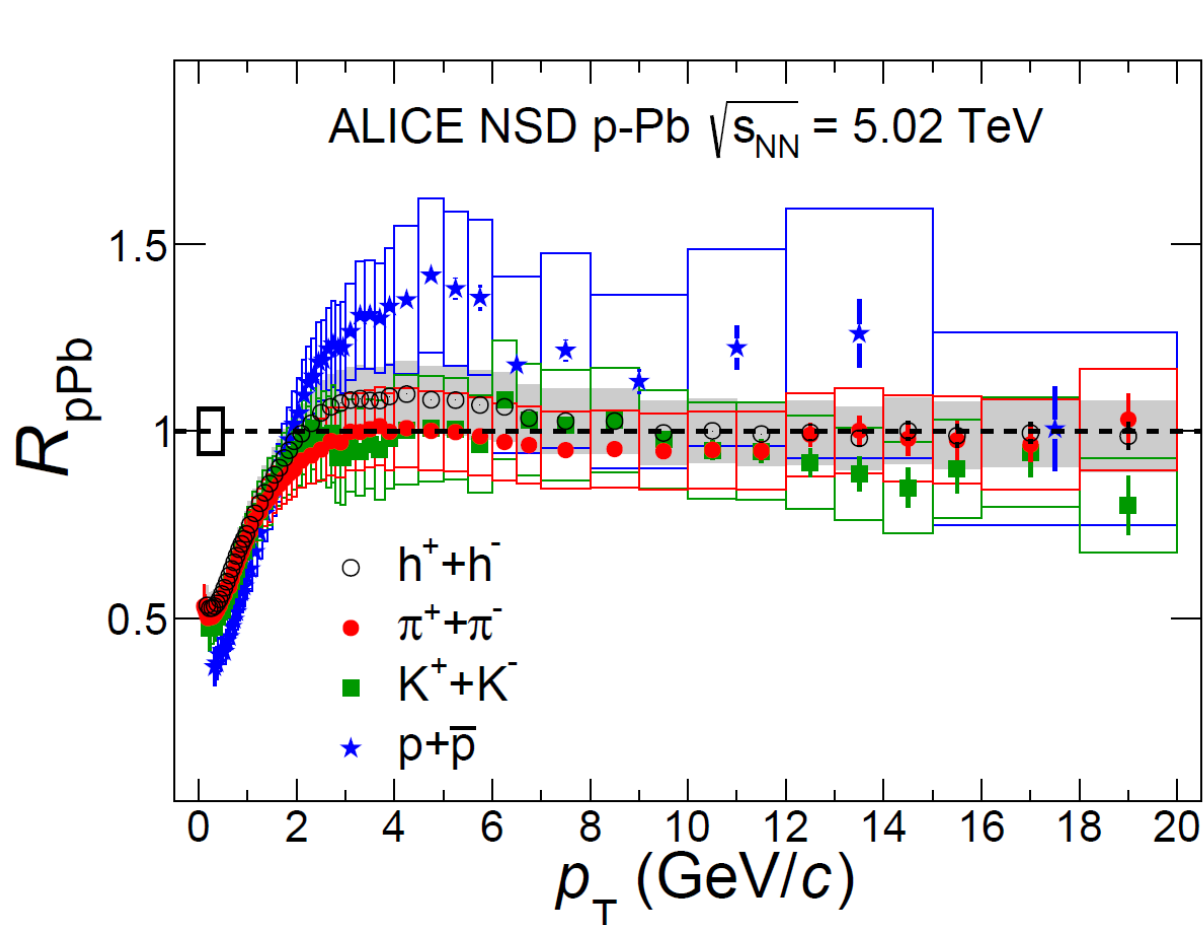 ALICE NSD p-Pb √sNN = 5.02 TeV
RpPb
1.5
1
0.5
h⁺+h⁻
π⁺+π⁻
K⁺+K⁻
p+p̅
0 2 4 6 8 10 12 14 16 18 20
pT (GeV/c)